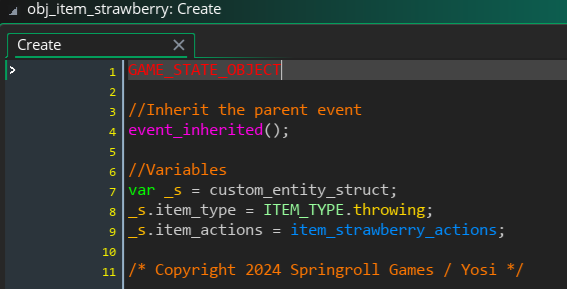 obj_item_strawberry: Create
Create
1 GAME_STATE_OBJECT
2
3 //Inherit the parent event
4 event_inherited();
5
6 //Variables
7 var _s = custom_entity_struct;
8 _s.item_type = ITEM_TYPE.throwing;
9 _s.item_actions = item_strawberry_actions;
10
11 /* Copyright 2024 Springroll Games / Yosi */